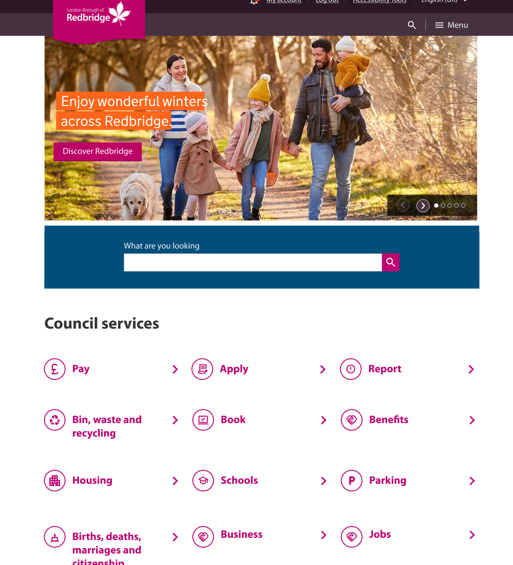 My account
Log out
Accessibility Tools
English (UK)
London Borough of
Redbridge
Menu
Enjoy wonderful winters
across Redbridge
Discover Redbridge
What are you looking
Council services
£ Pay
Apply
Report
Bin, waste and
recycling
Book
Benefits
Housing
Schools
P Parking
Births, deaths,
marriages and
citizenship
Business
Jobs